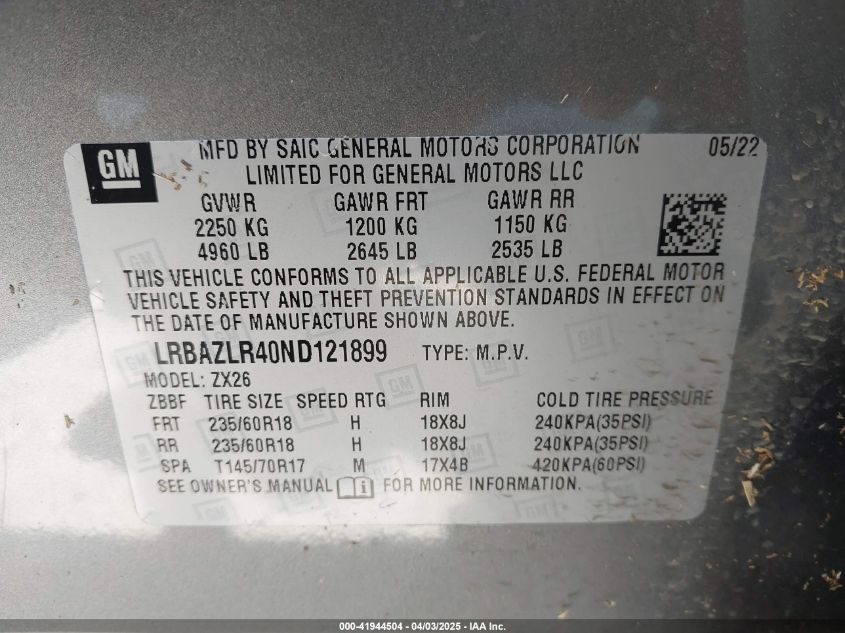 GM
MFD BY SAIC GENERAL MOTORS CORPORATION 05/22
LIMITED FOR GENERAL MOTORS LLC
GVWR GAWR FRT GAWR RR
2250 KG 1200 KG 1150 KG
4960 LB 2645 LB 2535 LB
THIS VEHICLE CONFORMS TO ALL APPLICABLE U.S. FEDERAL MOTOR
VEHICLE SAFETY AND THEFT PREVENTION STANDARDS IN EFFECT ON
THE DATE OF MANUFACTURE SHOWN ABOVE.
LRBAZLR40ND121899 TYPE: M.P.V.
MODEL: ZX26
ZBBF TIRE SIZE SPEED RTG RIM COLD TIRE PRESSURE
FRT 235/60R18 H 18X8J 240KPA(35PSI)
RR 235/60R18 H 18X8J 240KPA(35PSI)
SPA T145/70R17 M 17X4B 420KPA(60PSI)
SEE OWNER'S MANUAL FOR MORE INFORMATION.
000-41944504 - 04/03/2025 - IAA Inc.